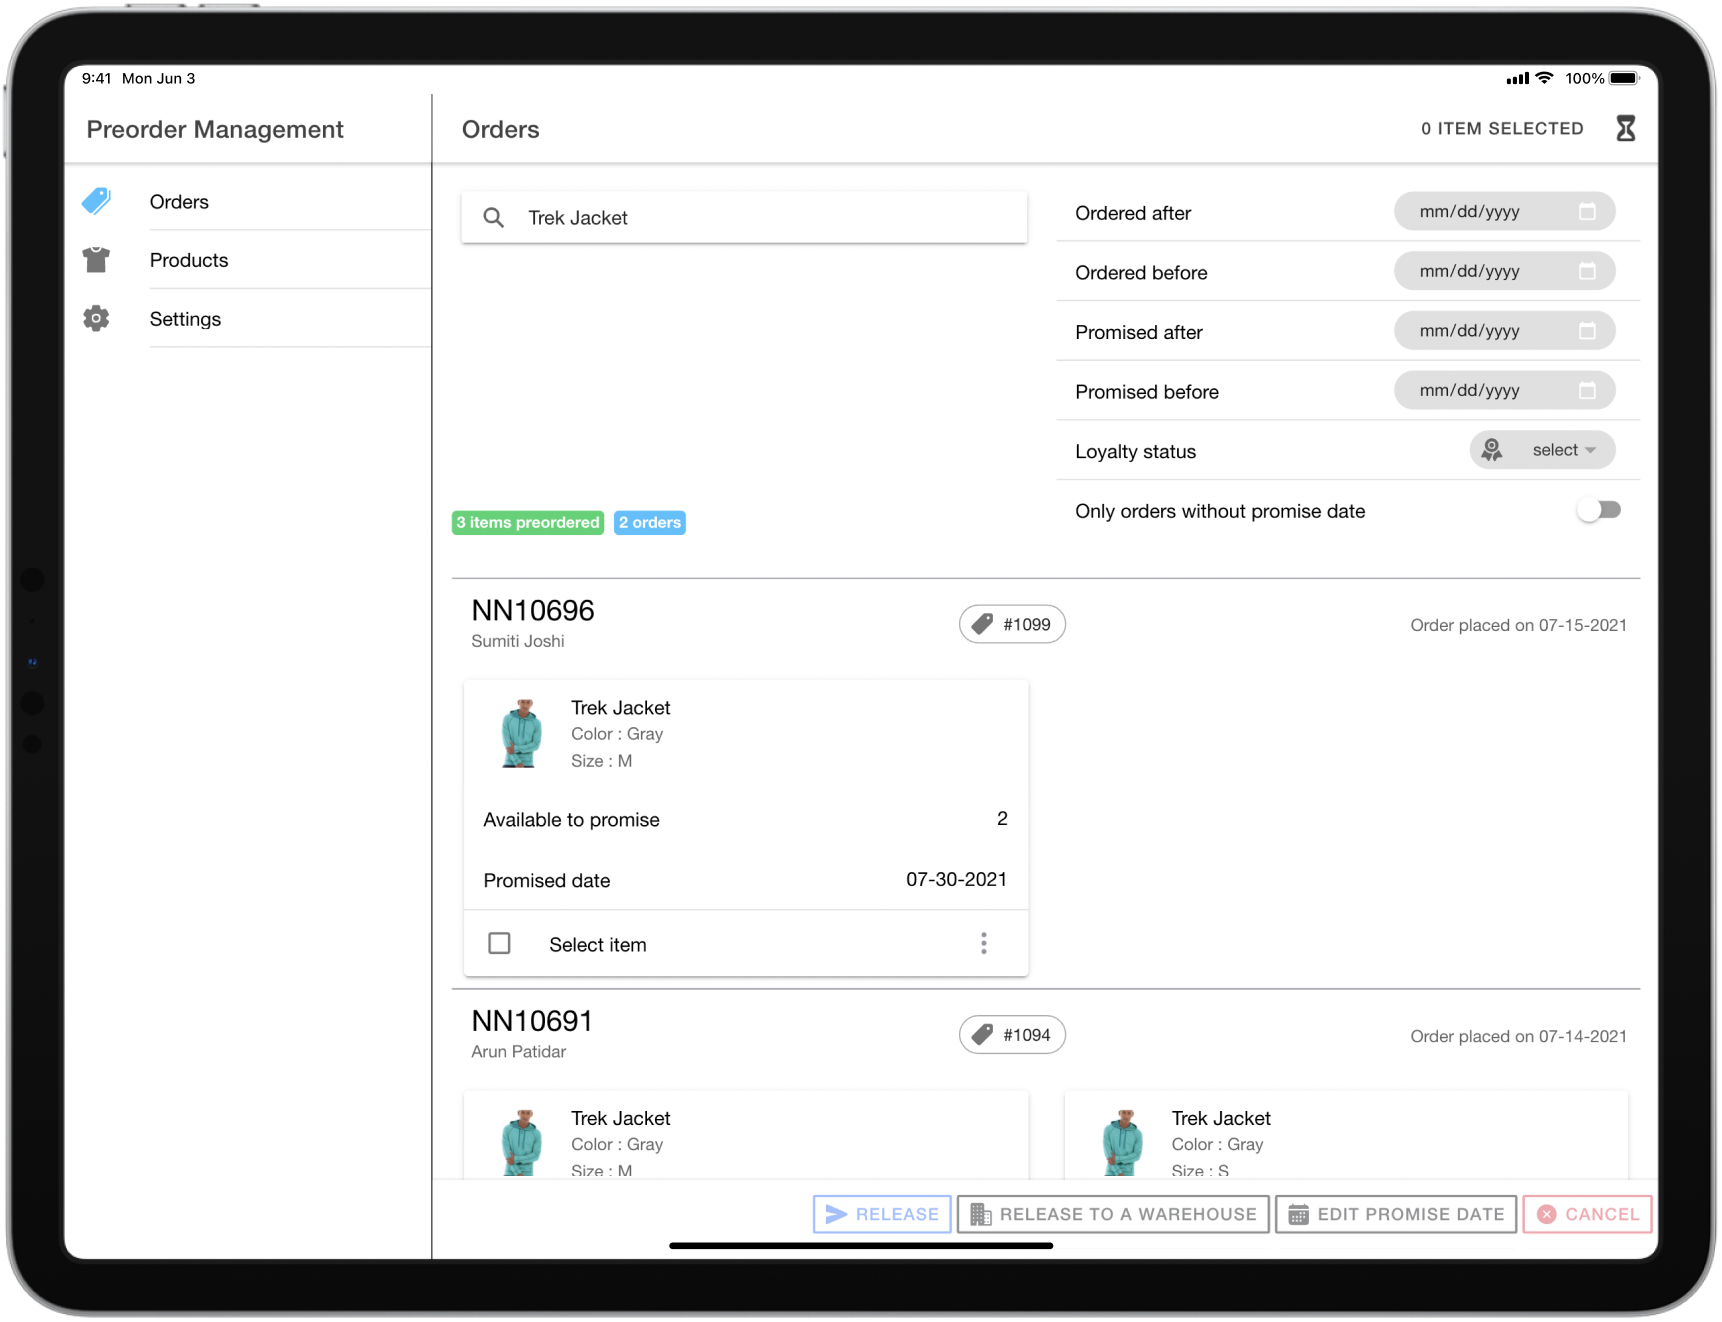 9:41 Mon Jun 3
100%
Preorder Management
Orders
0 ITEM SELECTED
Orders
Products
Settings
Trek Jacket
Ordered after
mm/dd/yyyy
Ordered before
mm/dd/yyyy
Promised after
mm/dd/yyyy
Promised before
mm/dd/yyyy
Loyalty status
select
Only orders without promise date
3 items preordered
2 orders
NN10696
Sumiti Joshi
#1099
Order placed on 07-15-2021
Trek Jacket
Color : Gray
Size : M
Available to promise
2
Promised date
07-30-2021
Select item
NN10691
Arun Patidar
#1094
Order placed on 07-14-2021
Trek Jacket
Color : Gray
Size : M
Trek Jacket
Color : Gray
Size : S
RELEASE
RELEASE TO A WAREHOUSE
EDIT PROMISE DATE
CANCEL